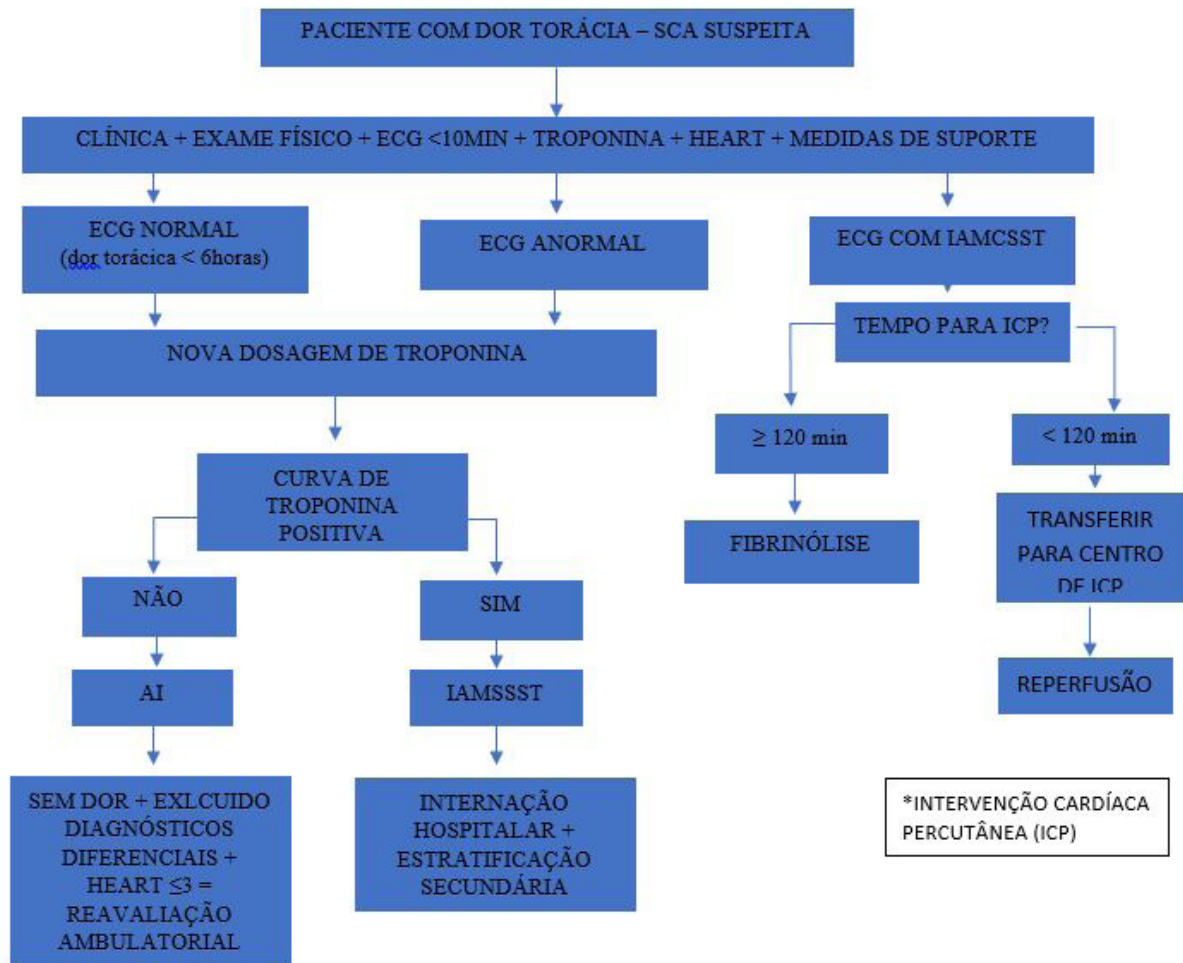 PACIENTE COM DOR TORÁCIA – SCA SUSPEITA
CLÍNICA + EXAME FÍSICO + ECG <10MIN + TROPONINA + HEART + MEDIDAS DE SUPORTE
ECG NORMAL
(dor torácica < 6horas)
ECG ANORMAL
ECG COM IAMCSST
TEMPO PARA ICP?
NOVA DOSAGEM DE TROPONINA
≥ 120 min
< 120 min
CURVA DE
TROPONINA
POSITIVA
FIBRINÓLISE
TRANSFERIR
PARA CENTRO
DE ICP
NÃO
SIM
AI
IAMSSST
REPERFUSÃO
SEM DOR + EXLCUIDO
DIAGNÓSTICOS
DIFERENCIAIS +
HEART ≤3 =
REAVALIAÇÃO
AMBULATORIAL
INTERNAÇÃO
HOSPITALAR +
ESTRATIFICAÇÃO
SECUNDÁRIA
*INTERVENÇÃO CARDÍACA
PERCUTÂNEA (ICP)